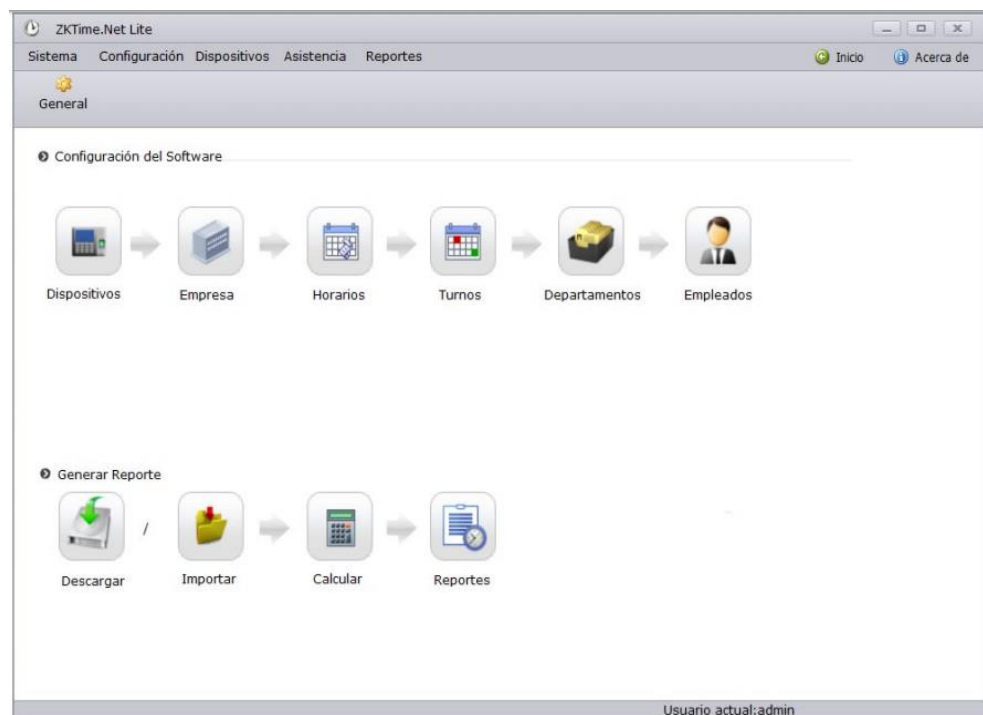 ZKTime.Net Lite
Sistema Configuración Dispositivos Asistencia Reportes Inicio Acerca de
General
Configuración del Software
Dispositivos Empresa Horarios Turnos Departamentos Empleados
Generar Reporte
/
Descargar Importar Calcular Reportes
Usuario actual:admin